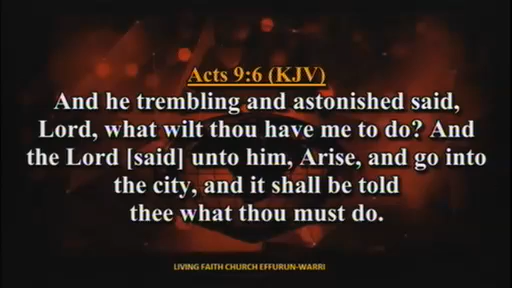 Acts 9:6 (KJV)
And he trembling and astonished said,
Lord, what wilt thou have me to do? And
the Lord [said] unto him, Arise, and go into
the city, and it shall be told
thee what thou must do.
LIVING FAITH CHURCH EFFURUN-WARRI